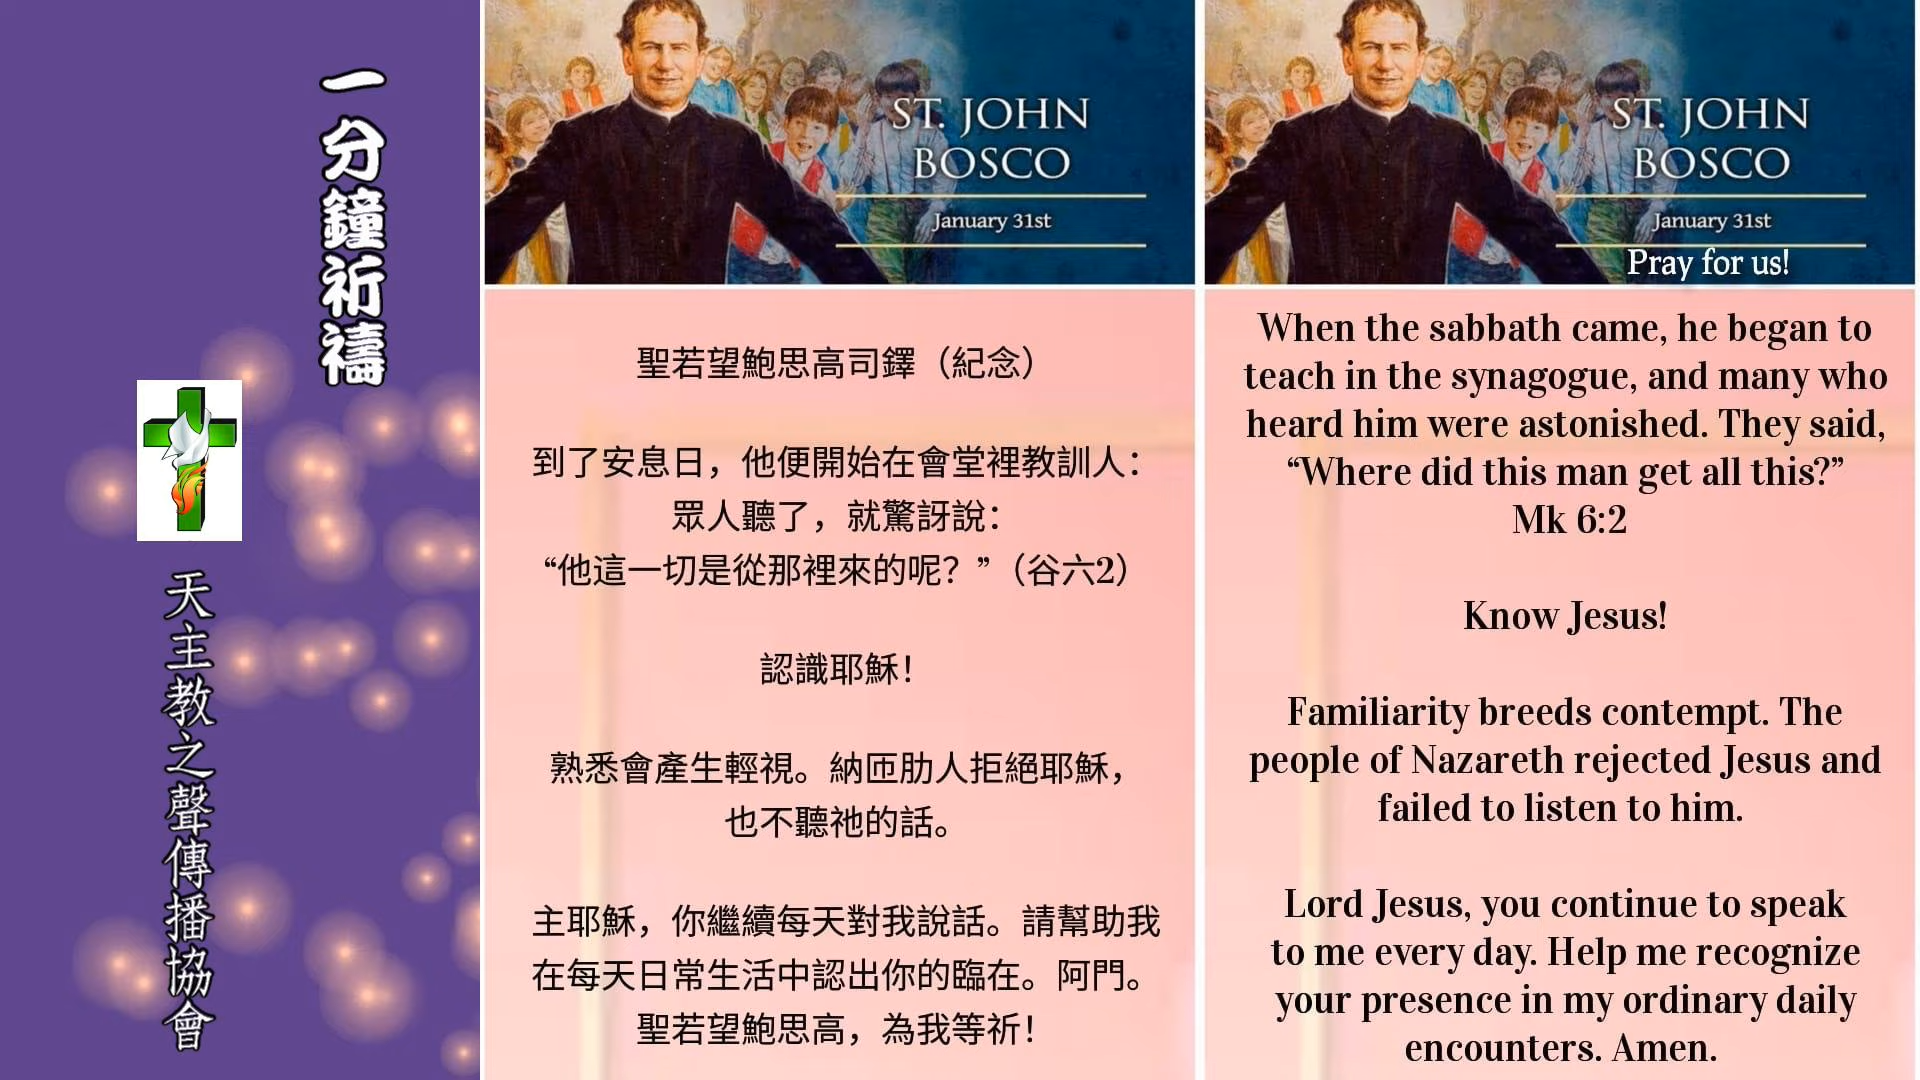 一分鐘祈禱
天主教之聲傳播協會
ST. JOHN
BOSCO
January 31st
聖若望鮑思高司鐸（紀念）
到了安息日，他便開始在會堂裡教訓人：
眾人聽了，就驚訝說：
“他這一切是從那裡來的呢？”（谷六2）
認識耶穌！
熟悉會產生輕視。納匝肋人拒絕耶穌，
也不聽祂的話。
主耶穌，你繼續每天對我說話。請幫助我
在每天日常生活中認出你的臨在。阿門。
聖若望鮑思高，為我等祈！
ST. JOHN
BOSCO
January 31st
Pray for us!
When the sabbath came, he began to
teach in the synagogue, and many who
heard him were astonished. They said,
“Where did this man get all this?”
Mk 6:2
Know Jesus!
Familiarity breeds contempt. The
people of Nazareth rejected Jesus and
failed to listen to him.
Lord Jesus, you continue to speak
to me every day. Help me recognize
your presence in my ordinary daily
encounters. Amen.